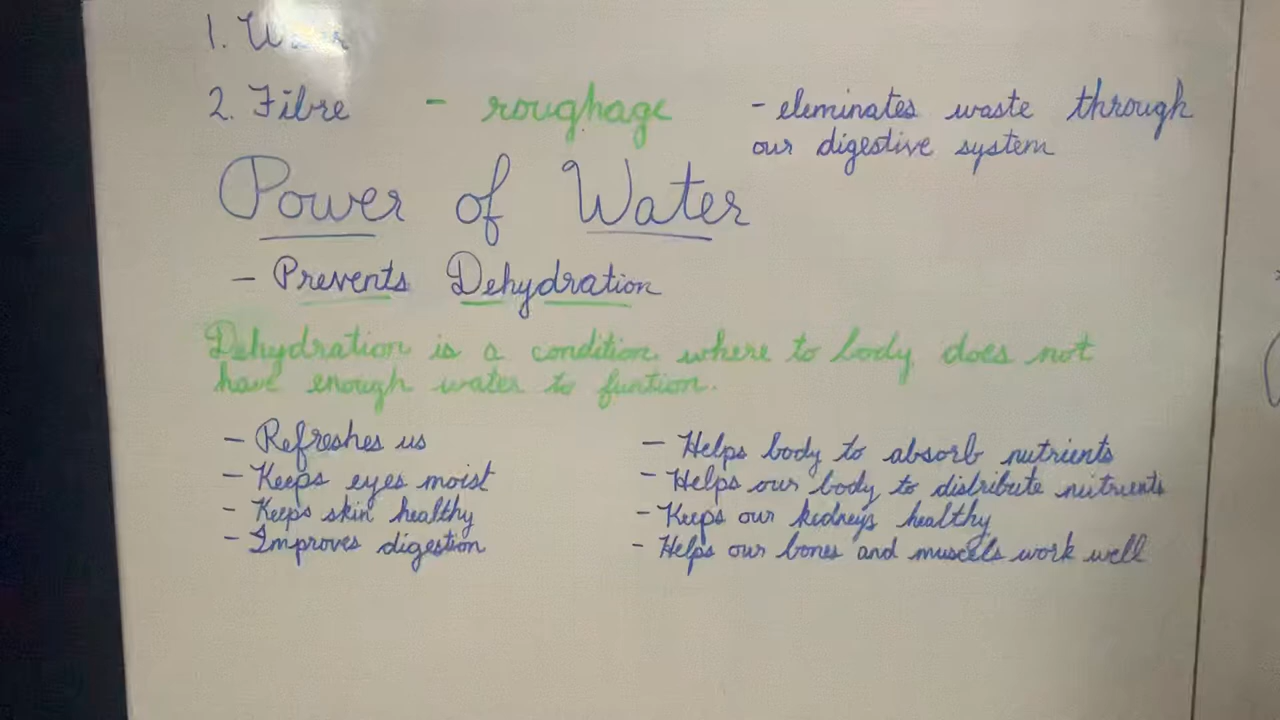 1.
2. Fibre - roughage - eleminates waste through
our digestive system
Power of Water
- Prevents Dehydration
Dehydration is a condition where to body does not
have enough water to funtion.
- Refreshes us
- Keeps eyes moist
- Keeps skin healthy
- Improves digestion
- Helps body to absorb nutrients
- Helps our body to distribute nutrients
- Keeps our kedneys healthy
- Helps our bones and muscels work well